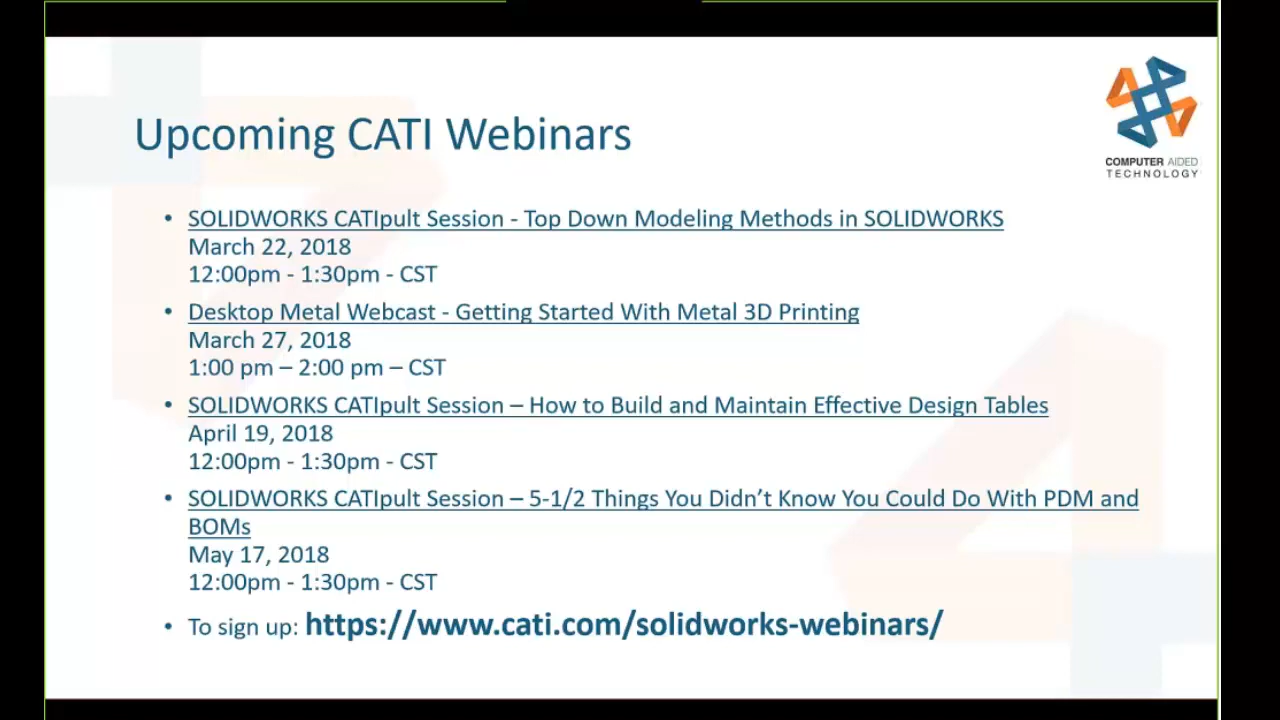 COMPUTER AIDED
TECHNOLOGY
Upcoming CATI Webinars
• SOLIDWORKS CATIpult Session - Top Down Modeling Methods in SOLIDWORKS
March 22, 2018
12:00pm - 1:30pm - CST
• Desktop Metal Webcast - Getting Started With Metal 3D Printing
March 27, 2018
1:00 pm – 2:00 pm – CST
• SOLIDWORKS CATIpult Session – How to Build and Maintain Effective Design Tables
April 19, 2018
12:00pm - 1:30pm - CST
• SOLIDWORKS CATIpult Session – 5-1/2 Things You Didn’t Know You Could Do With PDM and
BOMs
May 17, 2018
12:00pm - 1:30pm - CST
• To sign up: https://www.cati.com/solidworks-webinars/